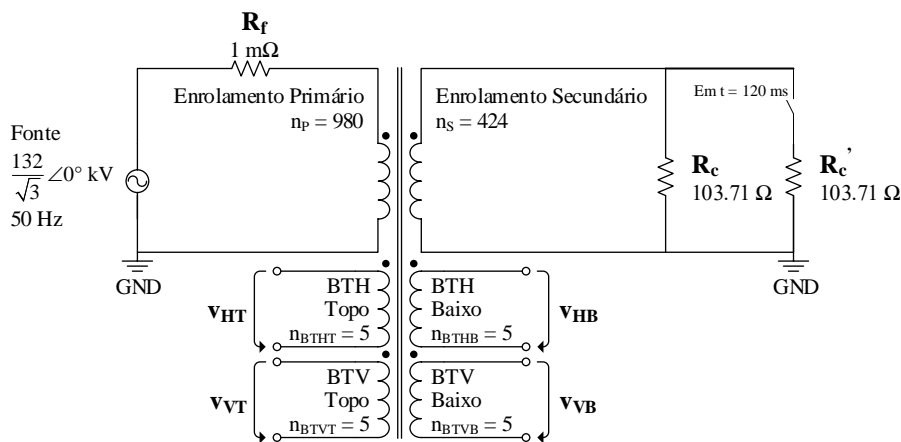 R_f
1 mΩ
Enrolamento Primário
n_P = 980
Enrolamento Secundário
n_S = 424
Em t = 120 ms
Fonte
132/√3 ∠0° kV
50 Hz
R_c
103.71 Ω
R_c'
103.71 Ω
GND
GND
v_HT
BTH
Topo
n_BTHT = 5
BTH
Baixo
n_BTHB = 5
v_HB
v_VT
BTV
Topo
n_BTVT = 5
BTV
Baixo
n_BTVB = 5
v_VB